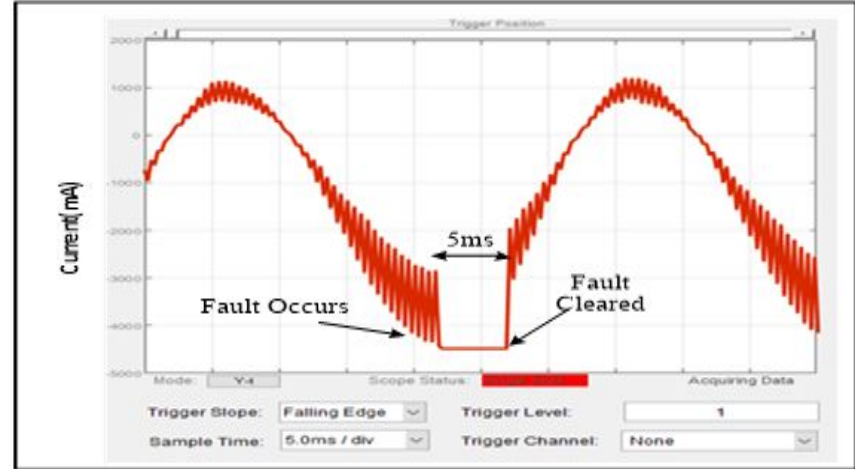 Trigger Position
2000
1000
0
-1000
-2000
-3000
-4000
-5000
Current(mA)
5ms
Fault Occurs
Fault
Cleared
Mode: Y-t Scope Status: Acquiring Data
Trigger Slope: Falling Edge Trigger Level: 1
Sample Time: 5.0ms / div Trigger Channel: None